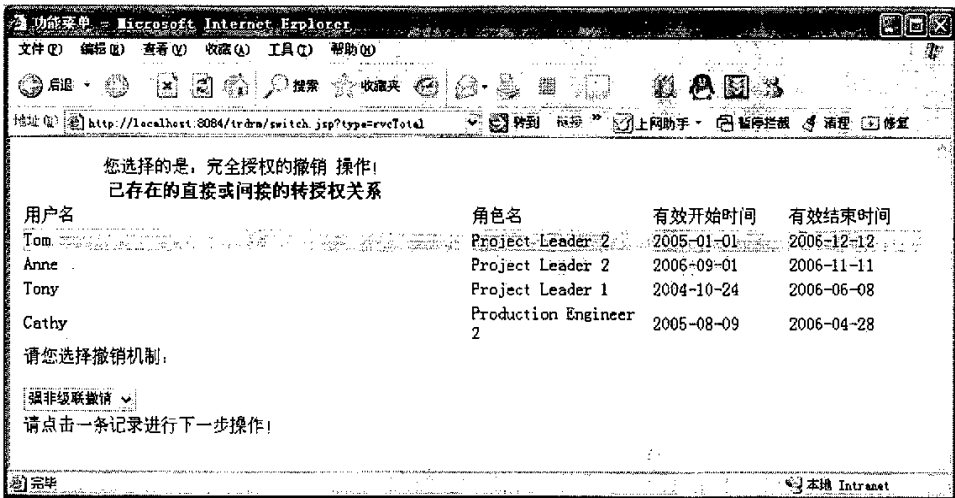 功能菜单 - Microsoft Internet Explorer
文件(F) 编辑(E) 查看(V) 收藏(A) 工具(T) 帮助(H)
后退 搜索 收藏夹
地址(D) http://localhost:8084/trdrm/switch.jsp?type=rvcTotal 转到 链接 » 上网助手 暂停拦截 清理 修复
您选择的是：完全授权的撤销 操作!
已存在的直接或间接的转授权关系
用户名 角色名 有效开始时间 有效结束时间
Tom Project Leader 2 2005-01-01 2006-12-12
Anne Project Leader 2 2006-09-01 2006-11-11
Tony Project Leader 1 2004-10-24 2006-06-08
Cathy Production Engineer 2 2005-08-09 2006-04-28
请您选择撤销机制：
强非级联撤销
请点击一条记录进行下一步操作!
完毕 本地 Intranet